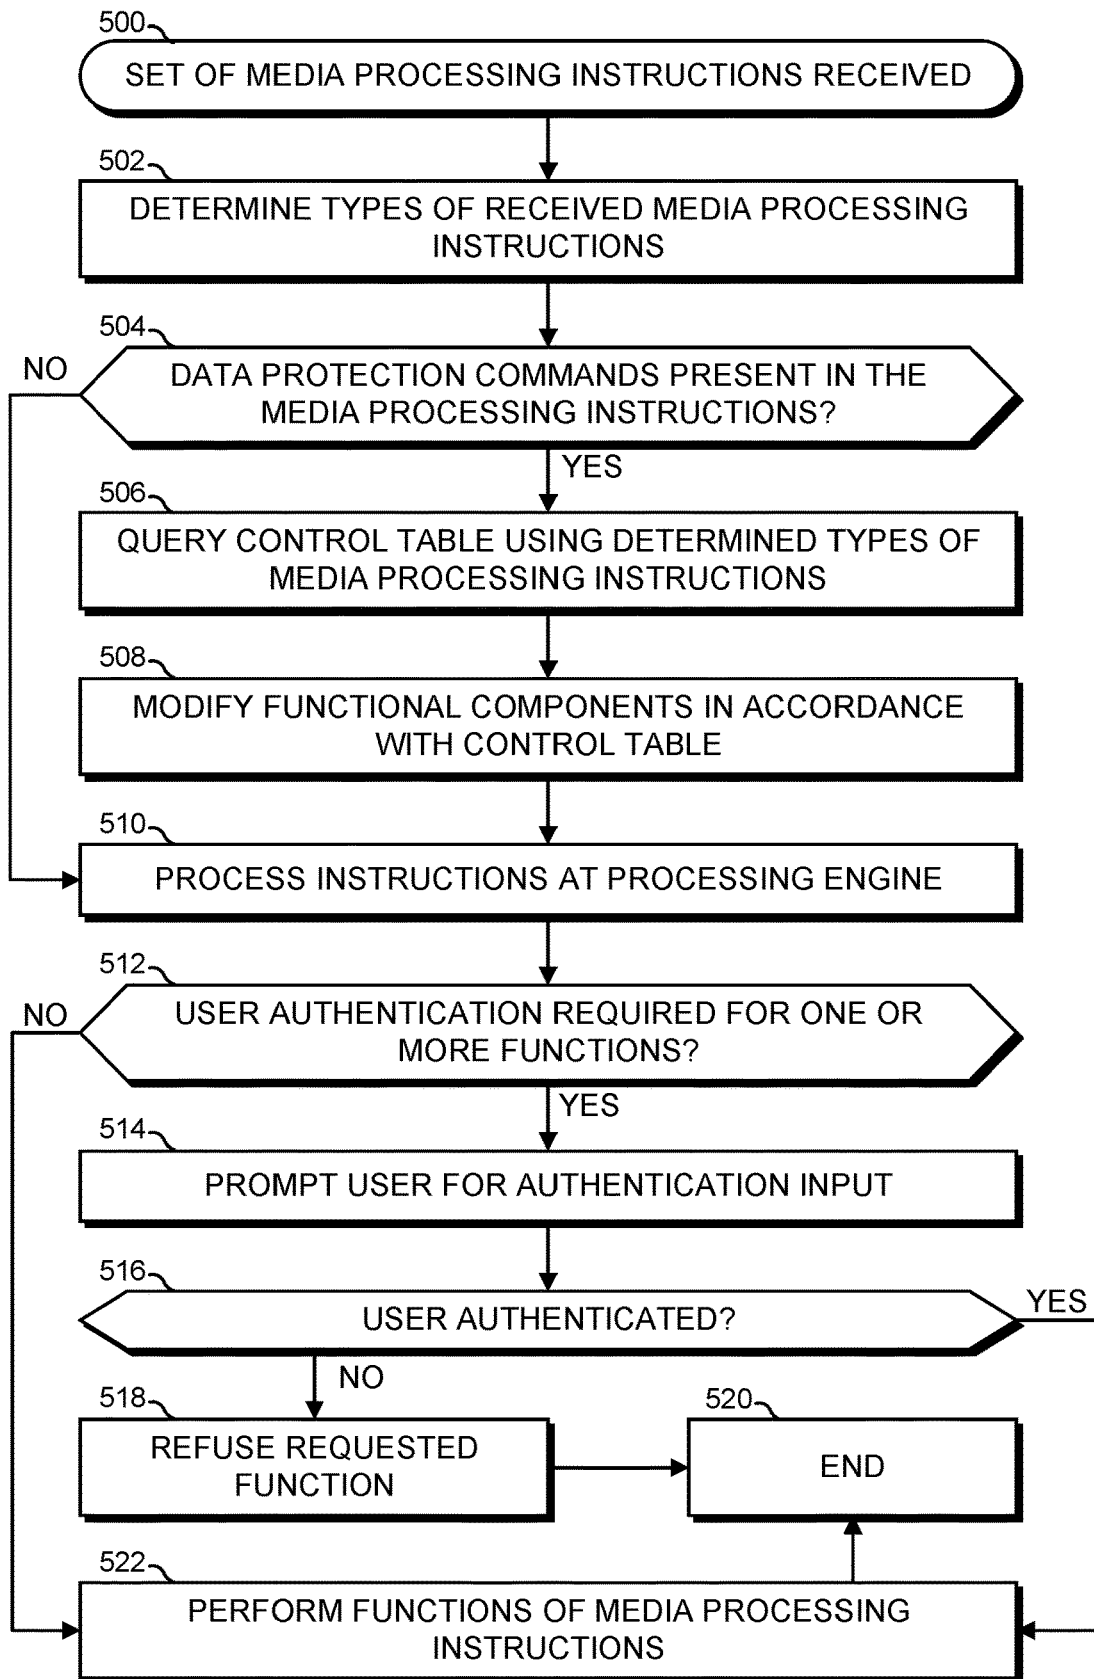 500
SET OF MEDIA PROCESSING INSTRUCTIONS RECEIVED
502
DETERMINE TYPES OF RECEIVED MEDIA PROCESSING
INSTRUCTIONS
504
NO
DATA PROTECTION COMMANDS PRESENT IN THE
MEDIA PROCESSING INSTRUCTIONS?
YES
506
QUERY CONTROL TABLE USING DETERMINED TYPES OF
MEDIA PROCESSING INSTRUCTIONS
508
MODIFY FUNCTIONAL COMPONENTS IN ACCORDANCE
WITH CONTROL TABLE
510
PROCESS INSTRUCTIONS AT PROCESSING ENGINE
512
NO
USER AUTHENTICATION REQUIRED FOR ONE OR
MORE FUNCTIONS?
YES
514
PROMPT USER FOR AUTHENTICATION INPUT
516
USER AUTHENTICATED?
YES
NO
518
REFUSE REQUESTED
FUNCTION
520
END
522
PERFORM FUNCTIONS OF MEDIA PROCESSING
INSTRUCTIONS